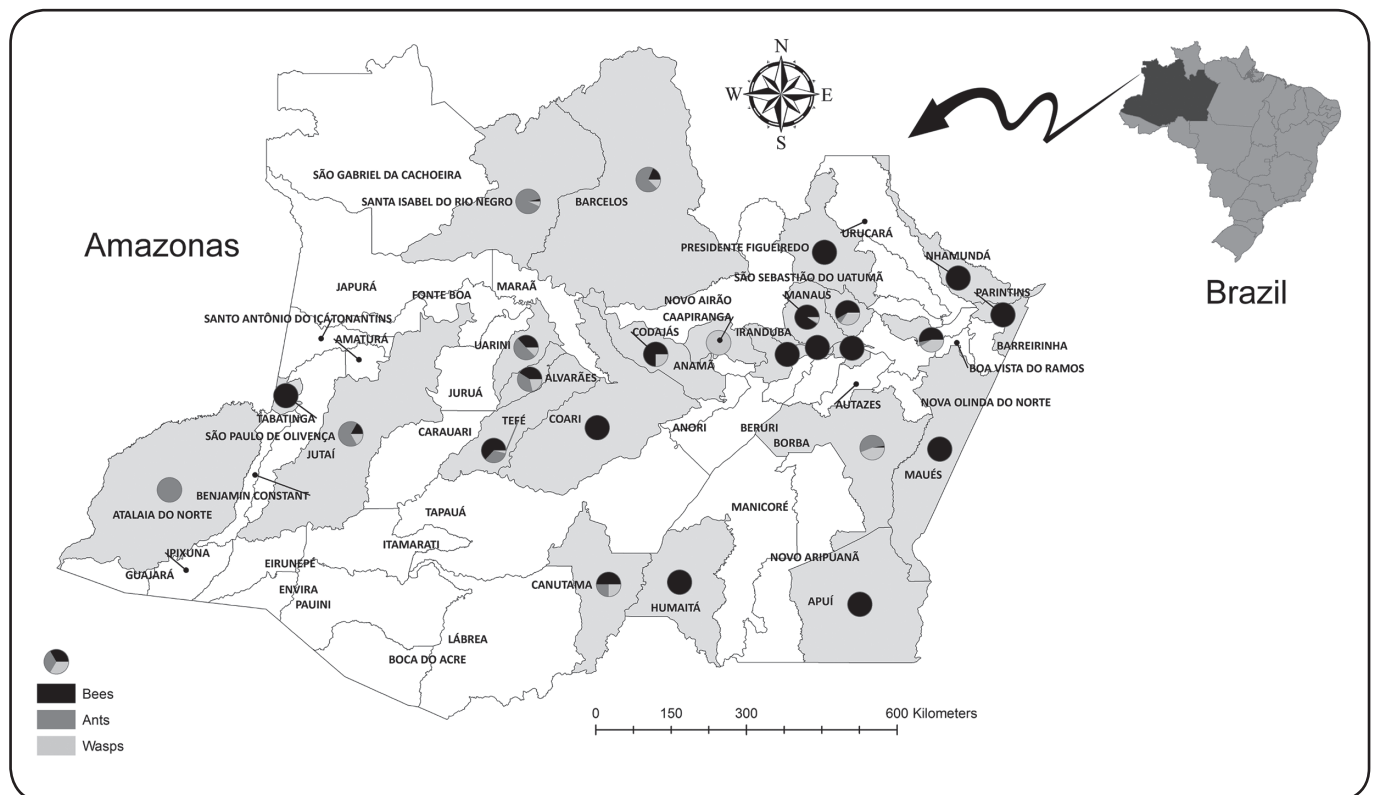 N
W
E
S
Amazonas
Brazil
SÃO GABRIEL DA CACHOEIRA
SANTA ISABEL DO RIO NEGRO
BARCELOS
URUCARÁ
PRESIDENTE FIGUEIREDO
NHAMUNDÁ
SÃO SEBASTIÃO DO UATUMÃ
JAPURÁ
FONTE BOA
MARAÃ
NOVO AIRÃO
MANAUS
PARINTINS
SANTO ANTÔNIO DO IÇÁ
TONANTINS
CAAPIRANGA
CODAJÁS
IRANDUBA
AMATURÁ
UARINI
BARREIRINHA
ANAMÃ
BOA VISTA DO RAMOS
ALVARÃES
JURUÁ
AUTAZES
NOVA OLINDA DO NORTE
TABATINGA
TEFÉ
COARI
SÃO PAULO DE OLIVENÇA
CARAUARI
ANORI
BERURI
BORBA
JUTAÍ
MAUÉS
BENJAMIN CONSTANT
ATALAIA DO NORTE
TAPAUÁ
MANICORÉ
ITAMARATI
IPIXUNA
NOVO ARIPUANÃ
EIRUNEPÉ
GUAJARÁ
CANUTAMA
ENVIRA
PAUINI
HUMAITÁ
APUÍ
LÁBREA
BOCA DO ACRE
Bees
Ants
Wasps
0 150 300 600 Kilometers